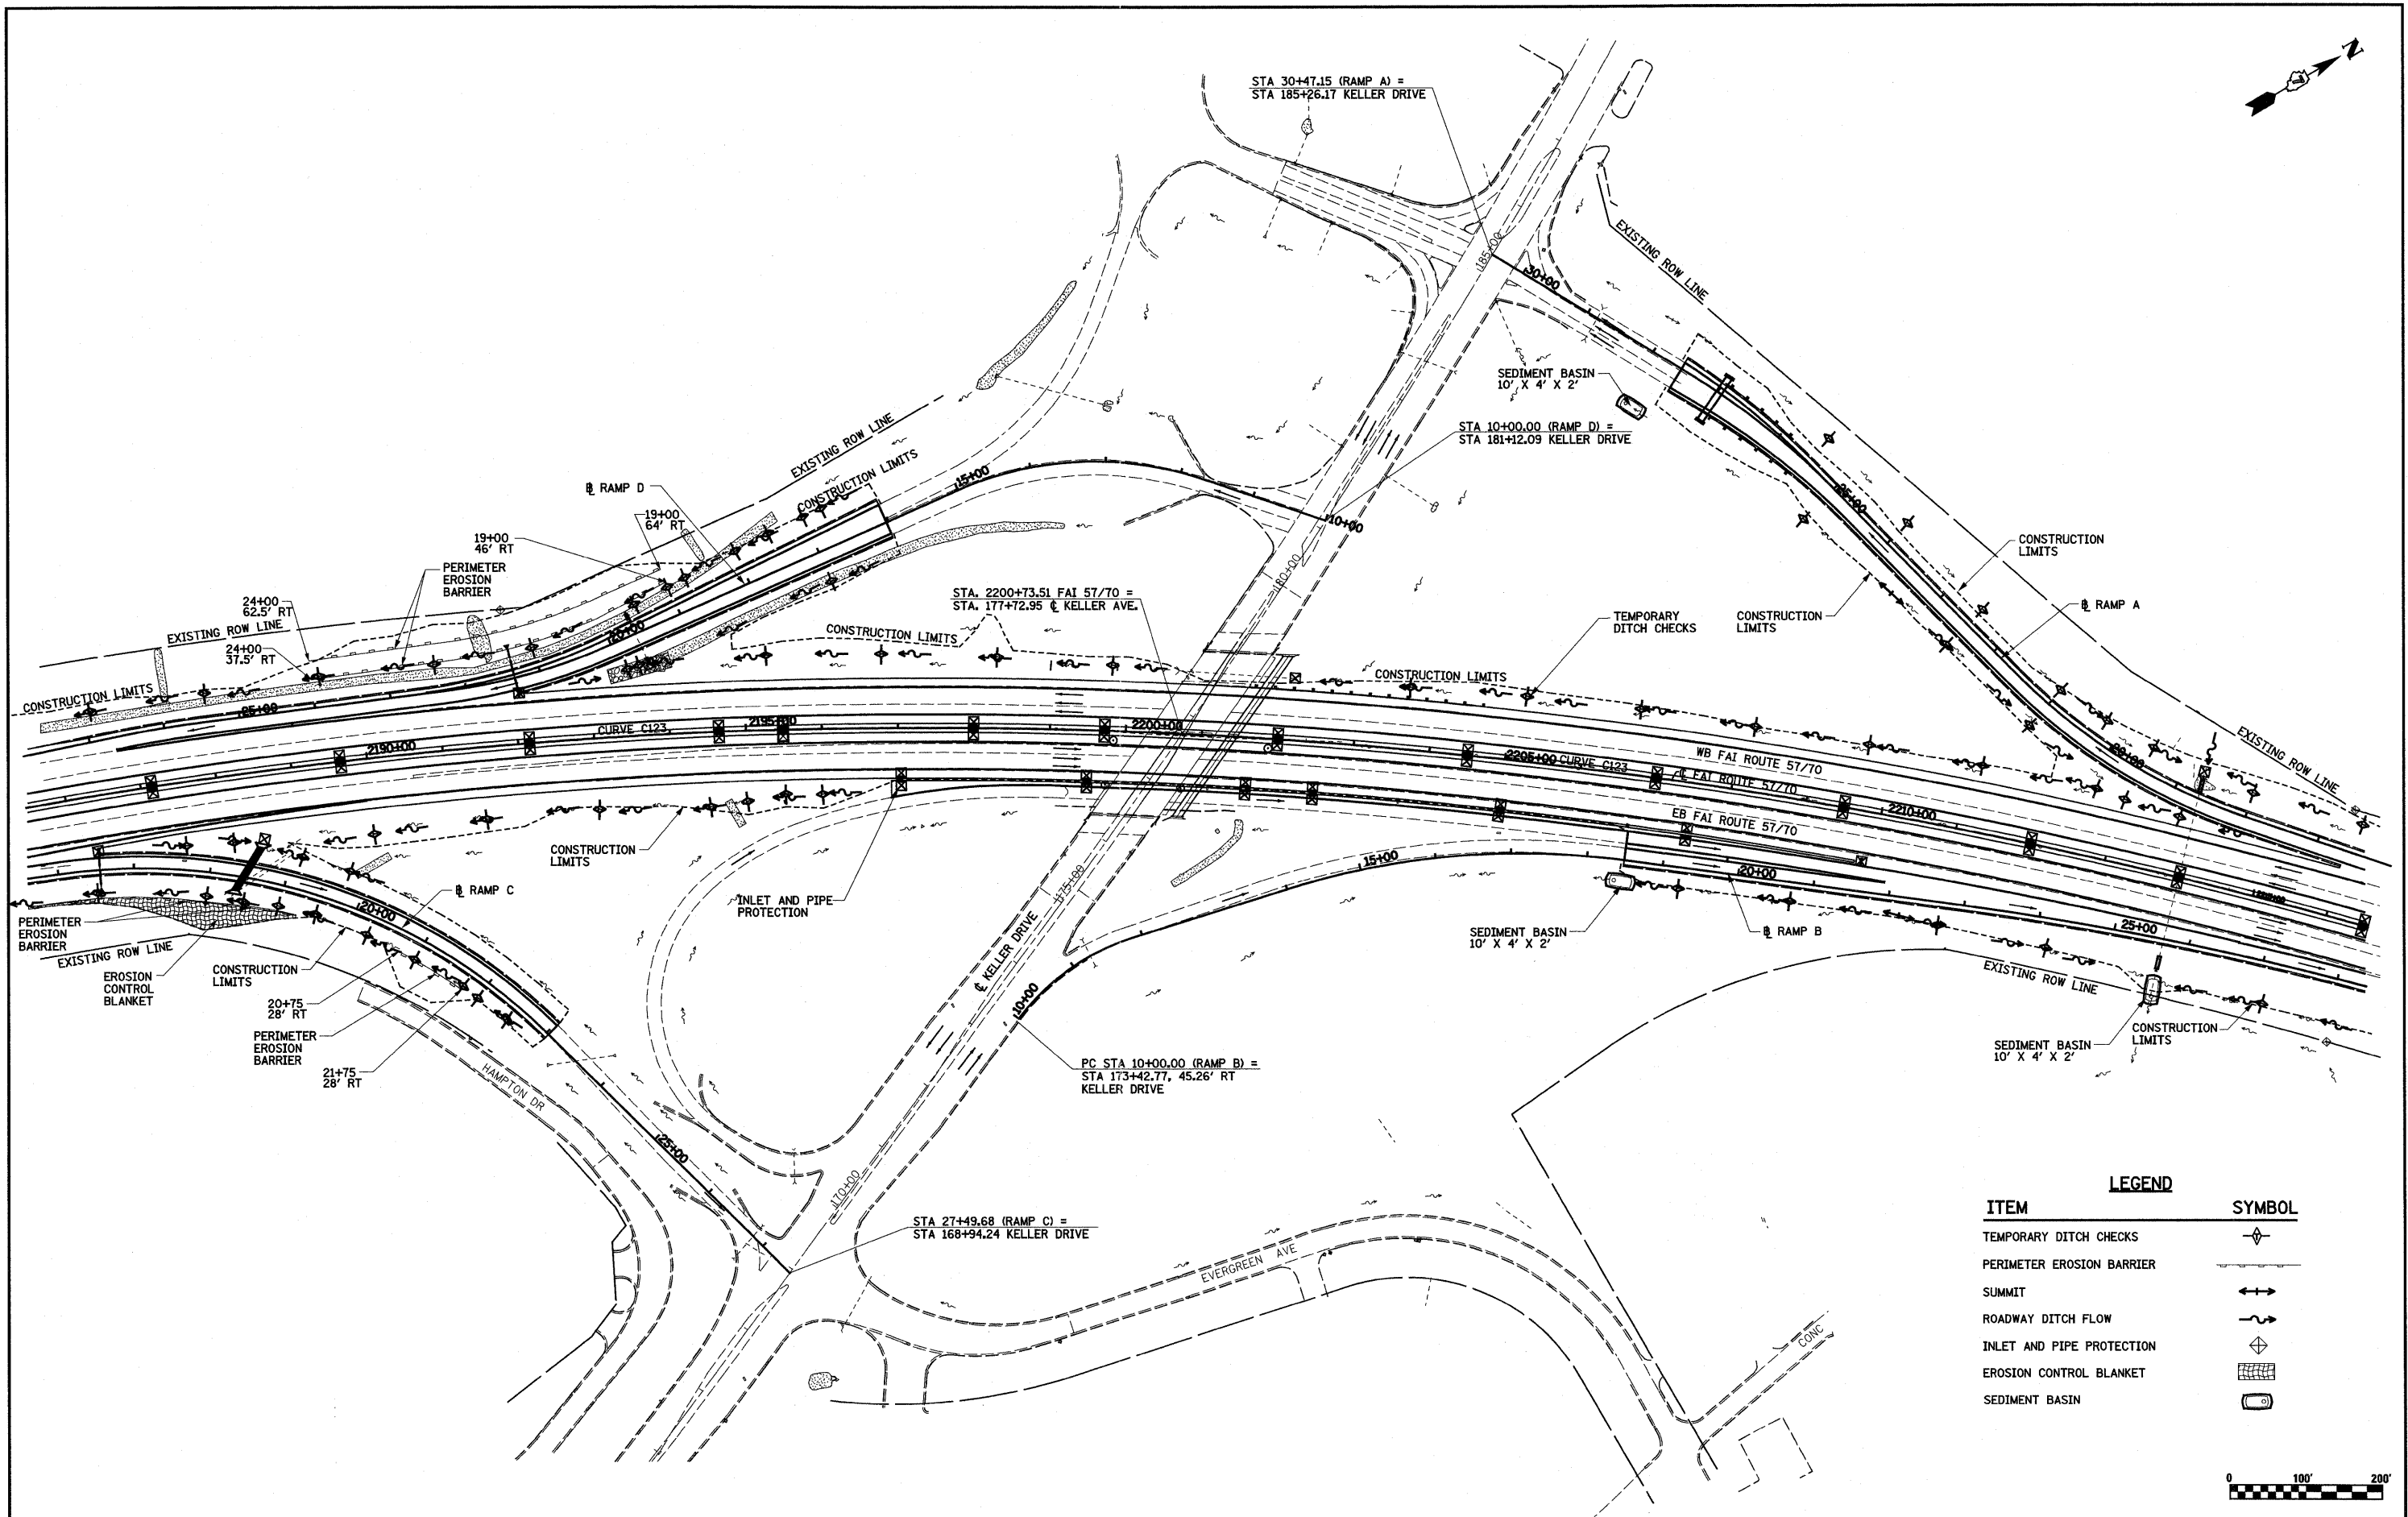 N
STA 30+47.15 (RAMP A) =
STA 185+26.17 KELLER DRIVE
EXISTING ROW LINE
185+00
30+00
SEDIMENT BASIN
10' X 4' X 2'
STA 10+00.00 (RAMP D) =
STA 181+12.09 KELLER DRIVE
EXISTING ROW LINE
CONSTRUCTION LIMITS
15+00
℄ RAMP D
19+00
64' RT
19+00
46' RT
10+00
25+00
CONSTRUCTION
LIMITS
PERIMETER
EROSION
BARRIER
180+00
24+00
62.5' RT
STA. 2200+73.51 FAI 57/70 =
STA. 177+72.95 ℄ KELLER AVE.
TEMPORARY
DITCH CHECKS
CONSTRUCTION
LIMITS
℄ RAMP A
EXISTING ROW LINE
20+00
CONSTRUCTION LIMITS
24+00
37.5' RT
CONSTRUCTION LIMITS
CONSTRUCTION LIMITS
25+00
2190+00
CURVE C123
2195+00
2200+00
2205+00
CURVE C123
WB FAI ROUTE 57/70
℄ FAI ROUTE 57/70
2210+00
20+00
EXISTING ROW LINE
EB FAI ROUTE 57/70
CONSTRUCTION
LIMITS
15+00
20+00
℄ RAMP C
20+00
INLET AND PIPE
PROTECTION
175+00
PERIMETER
EROSION
BARRIER
EXISTING ROW LINE
EROSION
CONTROL
BLANKET
CONSTRUCTION
LIMITS
℄ KELLER DRIVE
SEDIMENT BASIN
10' X 4' X 2'
℄ RAMP B
25+00
EXISTING ROW LINE
20+75
28' RT
10+00
PERIMETER
EROSION
BARRIER
21+75
28' RT
SEDIMENT BASIN
10' X 4' X 2'
CONSTRUCTION
LIMITS
HAMPTON DR
PC STA 10+00.00 (RAMP B) =
STA 173+42.77, 45.26' RT
KELLER DRIVE
25+00
170+00
STA 27+49.68 (RAMP C) =
STA 168+94.24 KELLER DRIVE
EVERGREEN AVE
CONC
LEGEND
ITEM SYMBOL
TEMPORARY DITCH CHECKS
PERIMETER EROSION BARRIER
SUMMIT
ROADWAY DITCH FLOW
INLET AND PIPE PROTECTION
EROSION CONTROL BLANKET
SEDIMENT BASIN
0 100' 200'